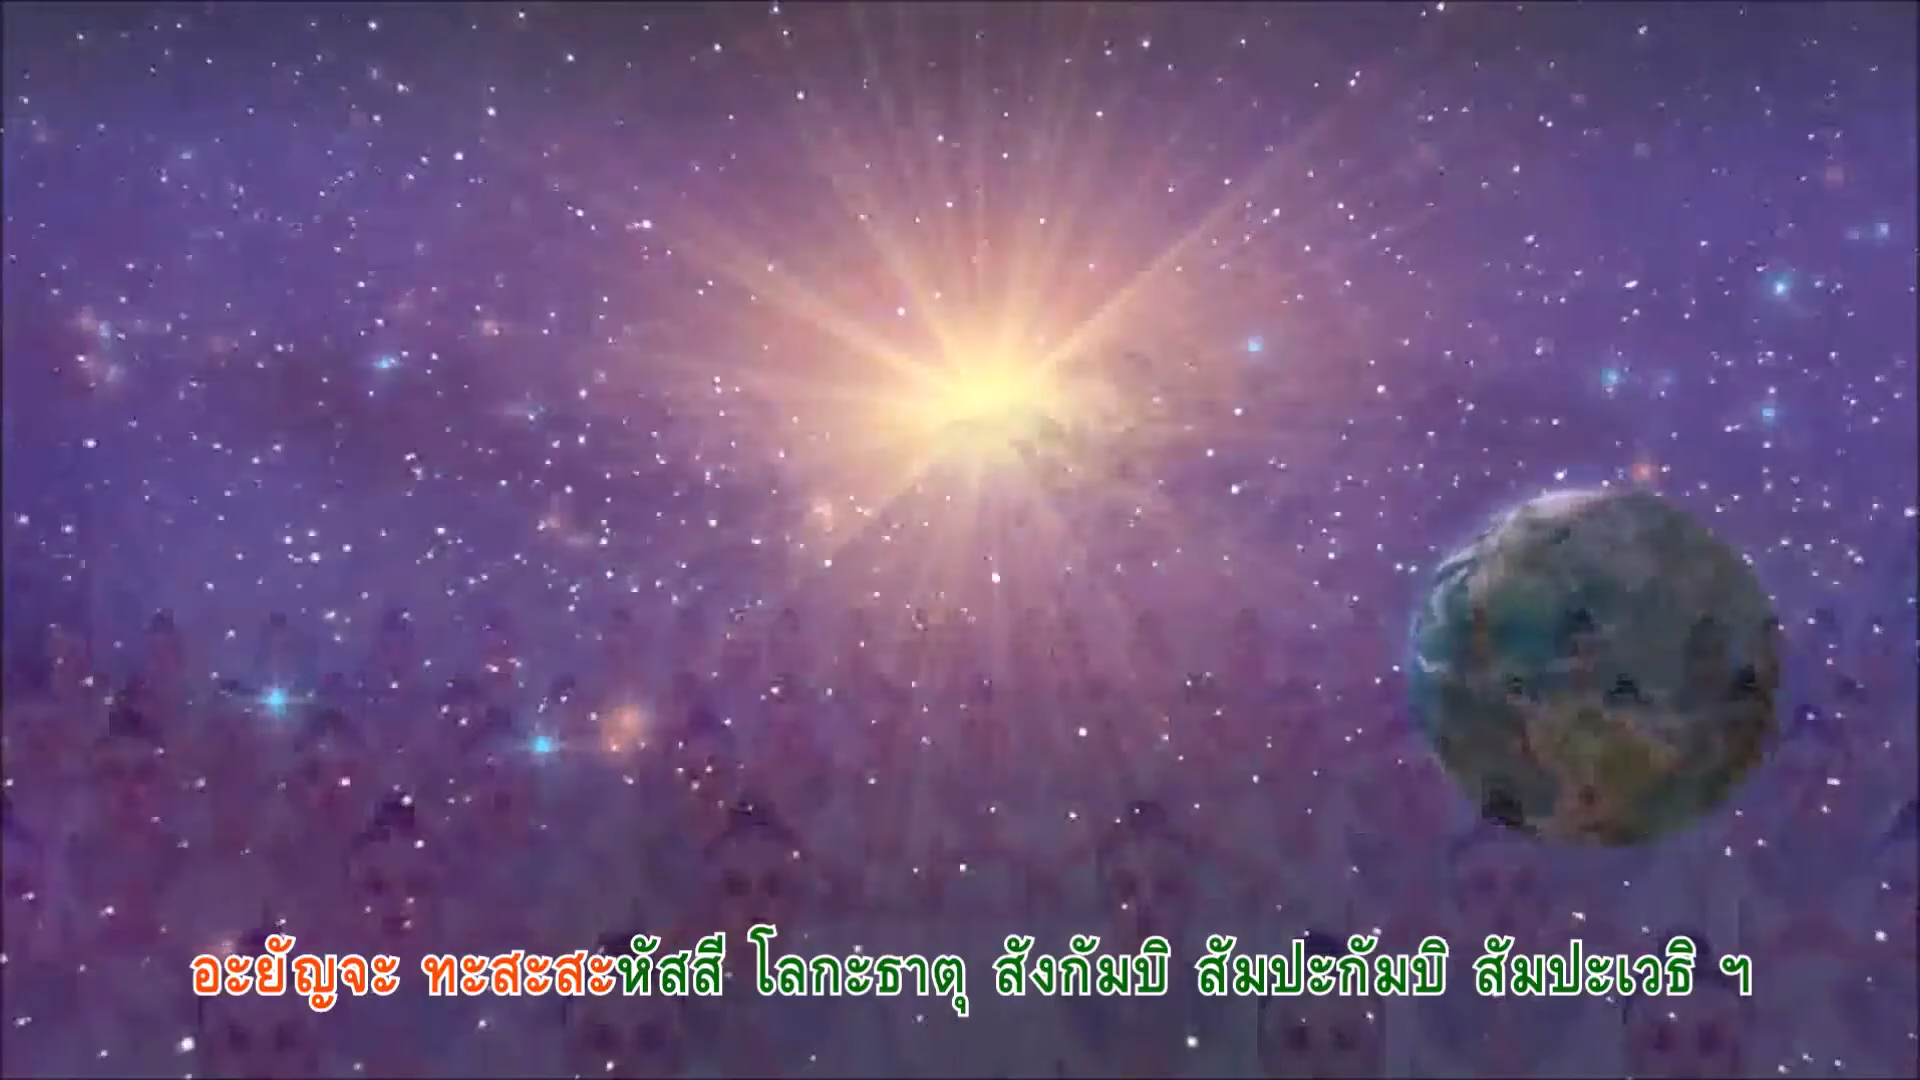 อะยัญจะ ทะสะสะหัสสี โลกะธาตุ สังกัมบิ สัมปะกัมบิ สัมปะเวธิ ฯ